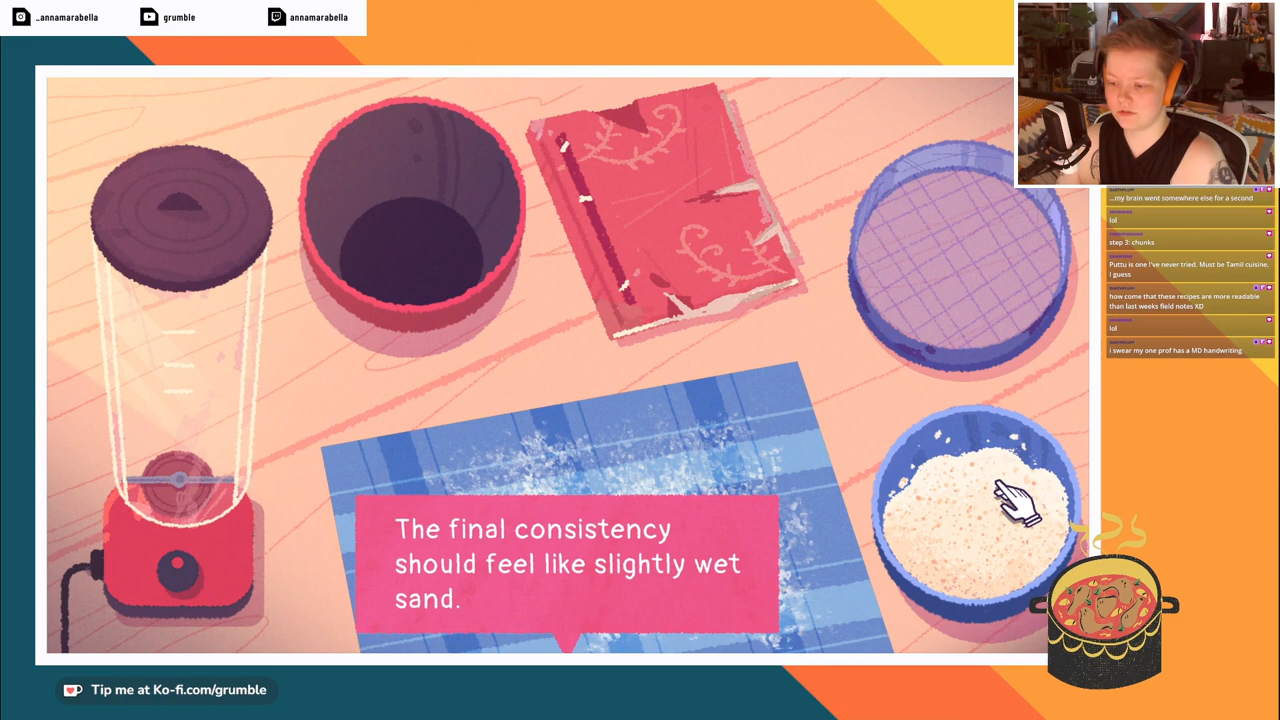 _annamarabella
grumble
annamarabella
...my brain went somewhere else for a second
lol
step 3: chunks
Puttu is one I've never tried. Must be Tamil cuisine,
I guess
how come that these recipes are more readable
than last weeks field notes XD
lol
i swear my one prof has a MD handwriting
The final consistency
should feel like slightly wet
sand.
Tip me at Ko-fi.com/grumble